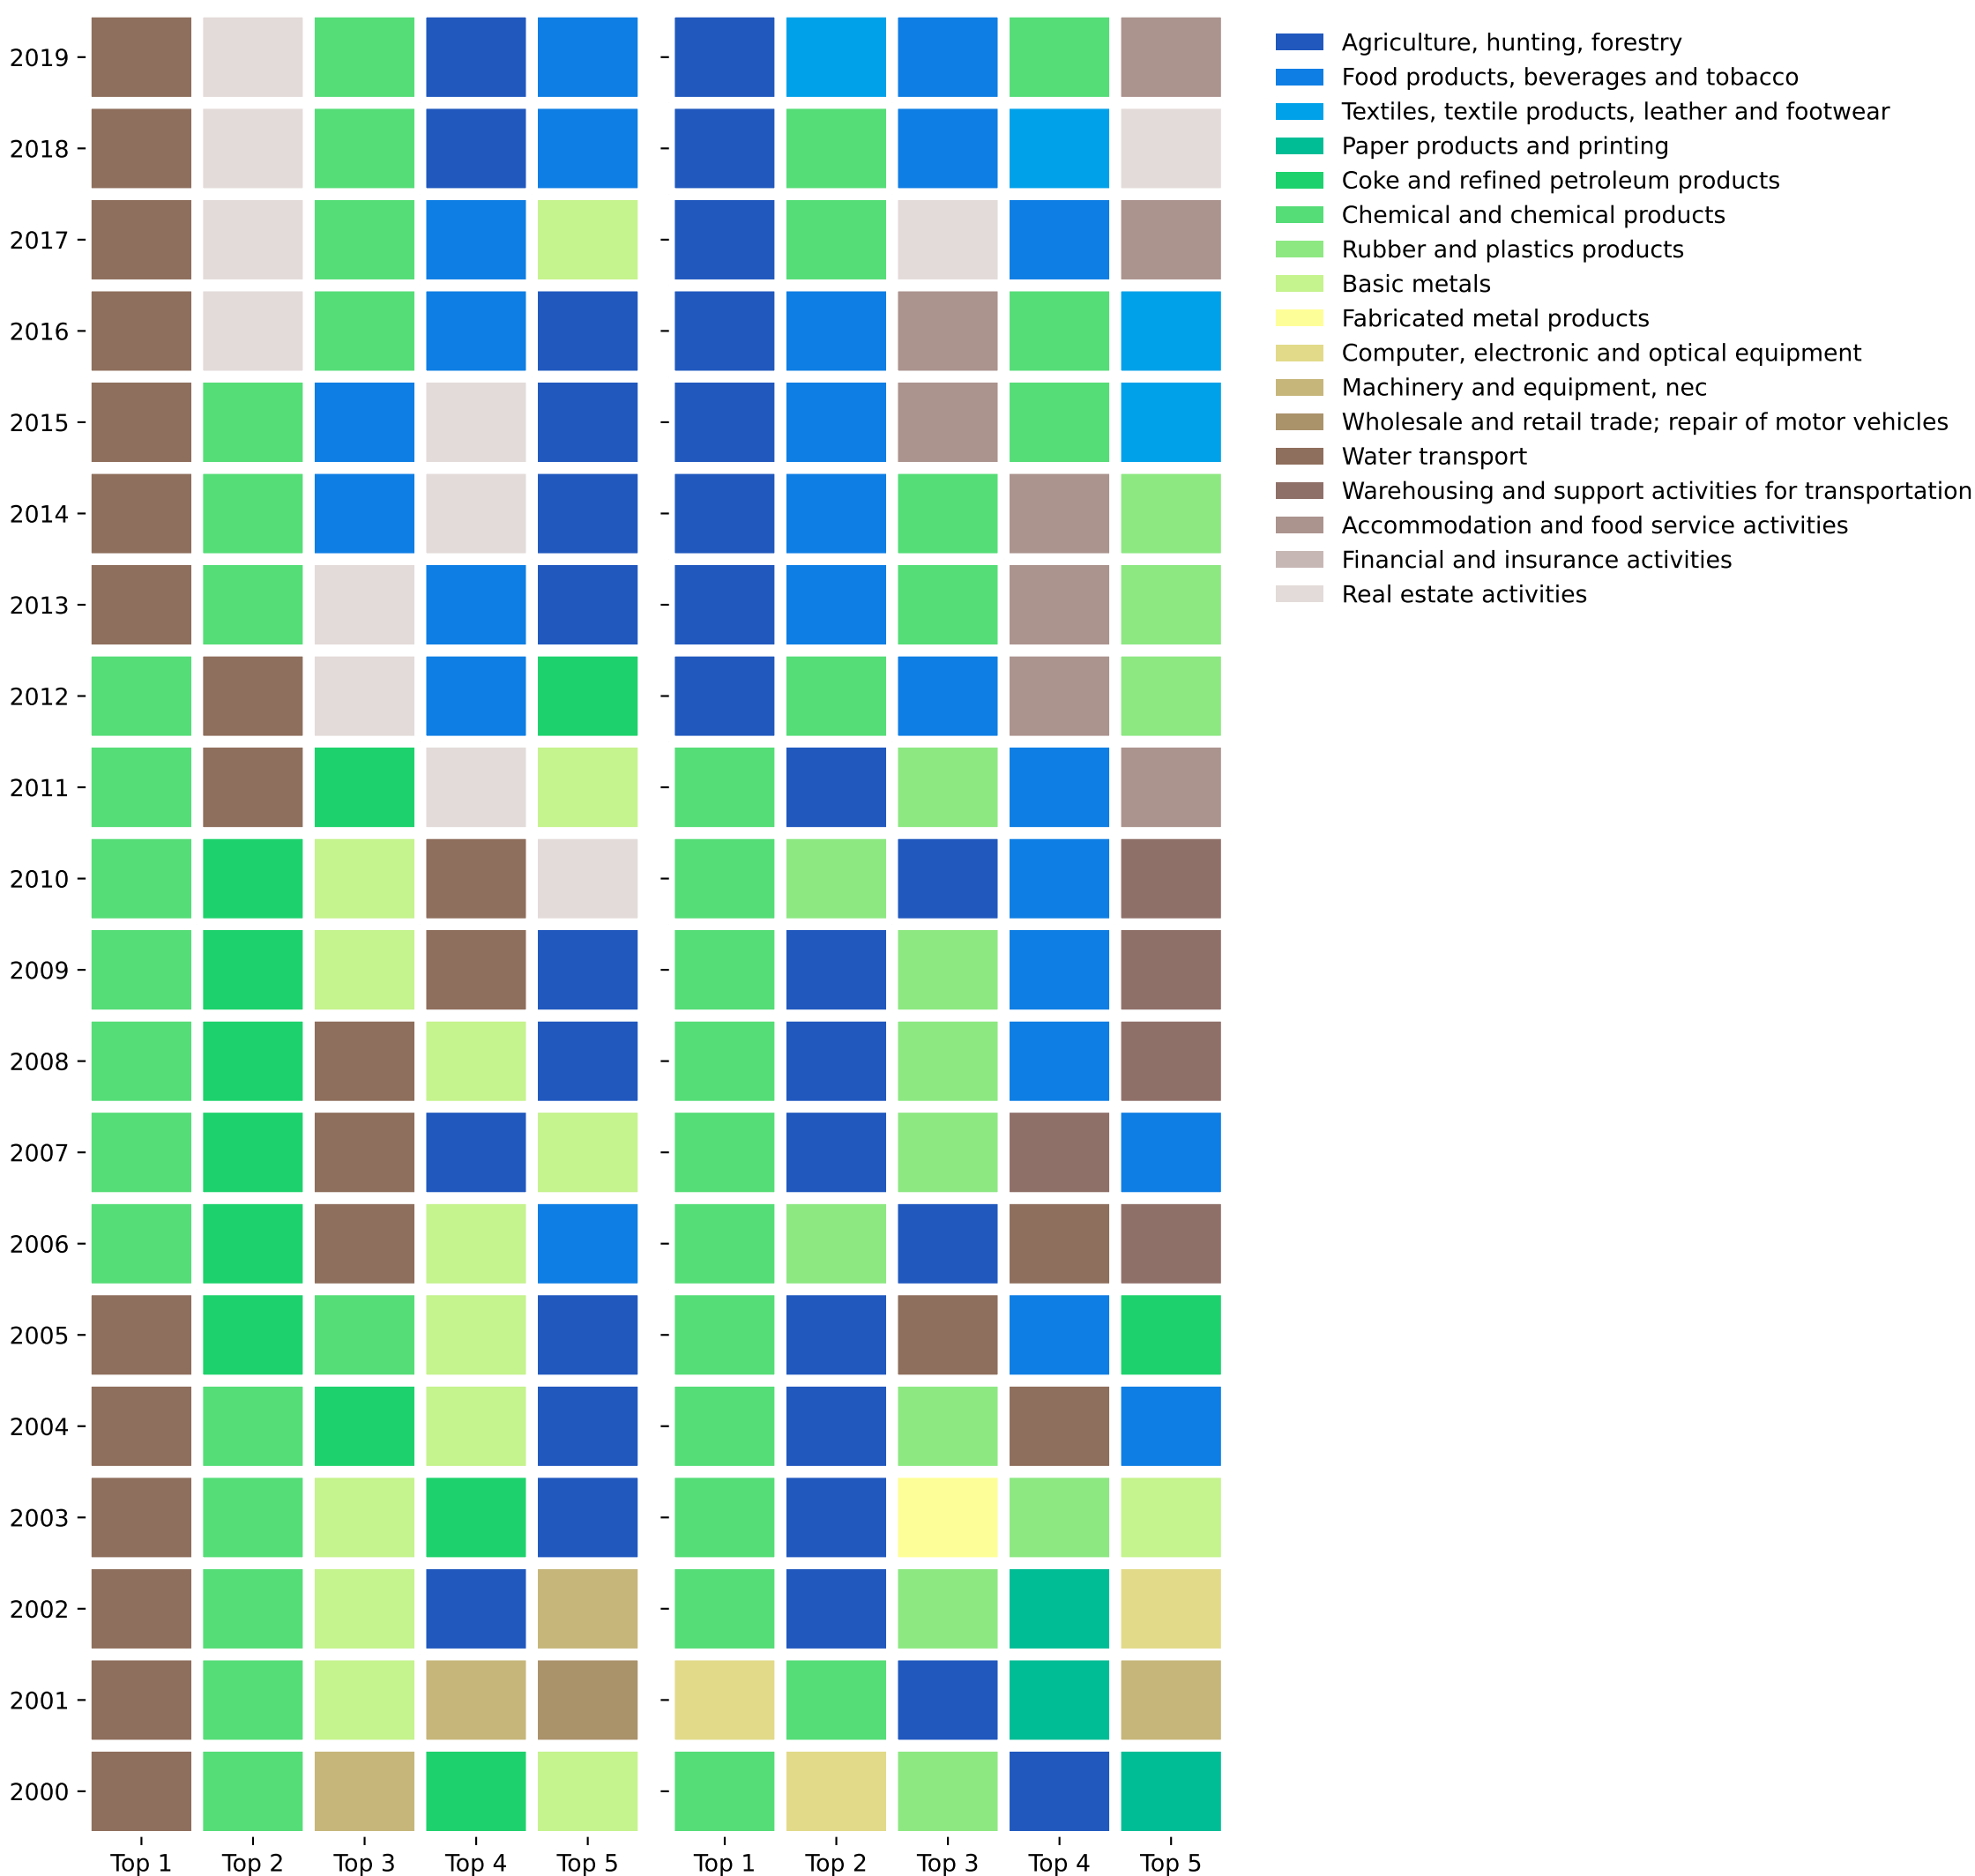 2019
2018
2017
2016
2015
2014
2013
2012
2011
2010
2009
2008
2007
2006
2005
2004
2003
2002
2001
2000
Top 1 Top 2 Top 3 Top 4 Top 5 Top 1 Top 2 Top 3 Top 4 Top 5
Agriculture, hunting, forestry
Food products, beverages and tobacco
Textiles, textile products, leather and footwear
Paper products and printing
Coke and refined petroleum products
Chemical and chemical products
Rubber and plastics products
Basic metals
Fabricated metal products
Computer, electronic and optical equipment
Machinery and equipment, nec
Wholesale and retail trade; repair of motor vehicles
Water transport
Warehousing and support activities for transportation
Accommodation and food service activities
Financial and insurance activities
Real estate activities